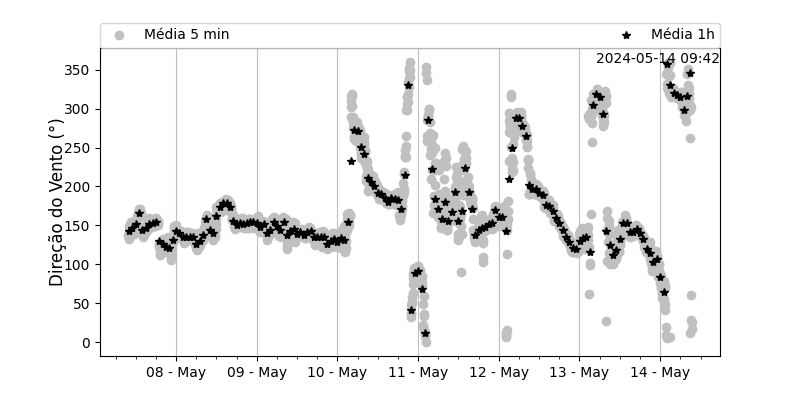 Média 5 min
Média 1h
2024-05-14 09:42
Direção do Vento (°)
350
300
250
200
150
100
50
0
08 - May
09 - May
10 - May
11 - May
12 - May
13 - May
14 - May